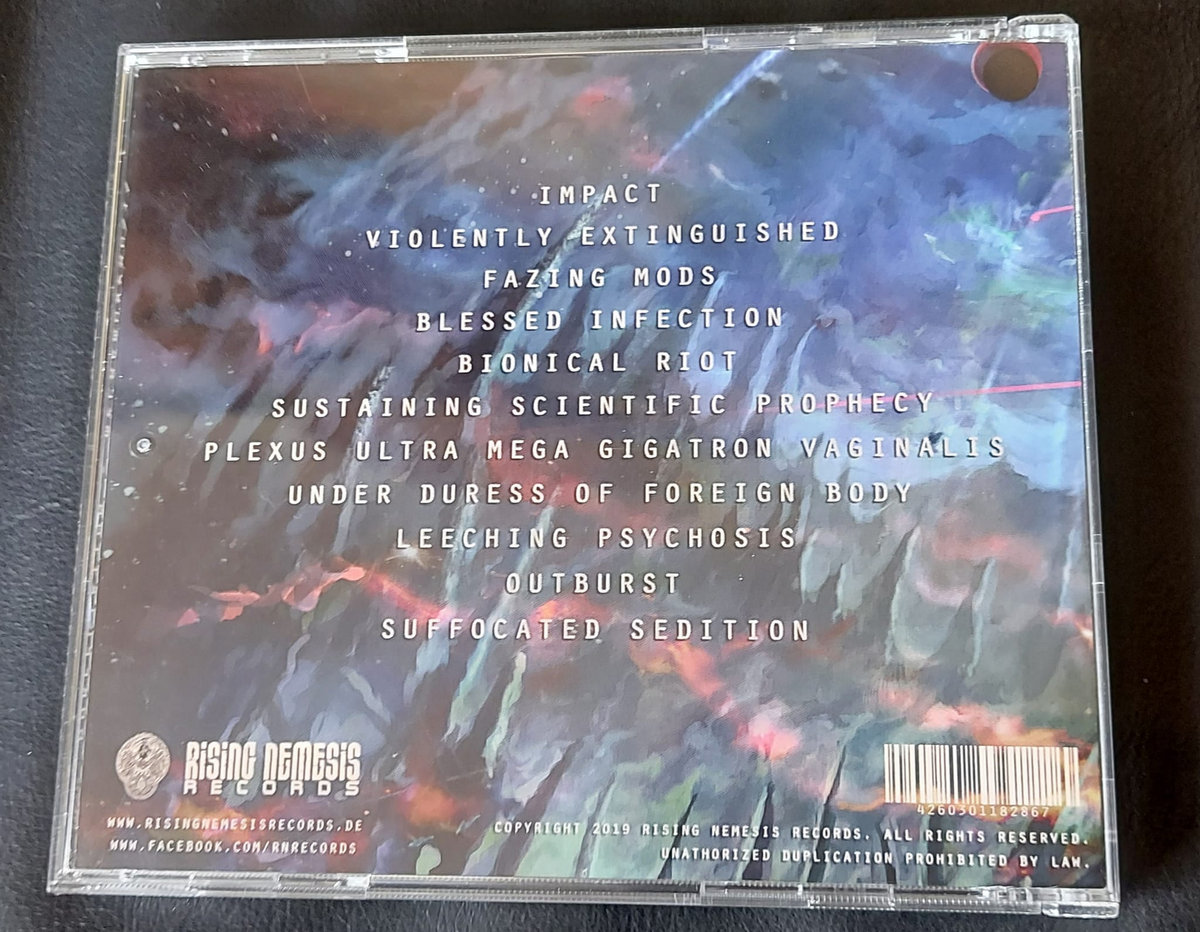 IMPACT
VIOLENTLY EXTINGUISHED
FAZING MODS
BLESSED INFECTION
BIONICAL RIOT
SUSTAINING SCIENTIFIC PROPHECY
PLEXUS ULTRA MEGA GIGATRON VAGINALIS
UNDER DURESS OF FOREIGN BODY
LEECHING PSYCHOSIS
OUTBURST
SUFFOCATED SEDITION
RISING NEMESIS
RECORDS
WWW.RISINGNEMESISRECORDS.DE
WWW.FACEBOOK.COM/RNRECORDS
4260501182867
COPYRIGHT 2019 RISING NEMESIS RECORDS. ALL RIGHTS RESERVED.
UNATHORIZED DUPLICATION PROHIBITED BY LAW.